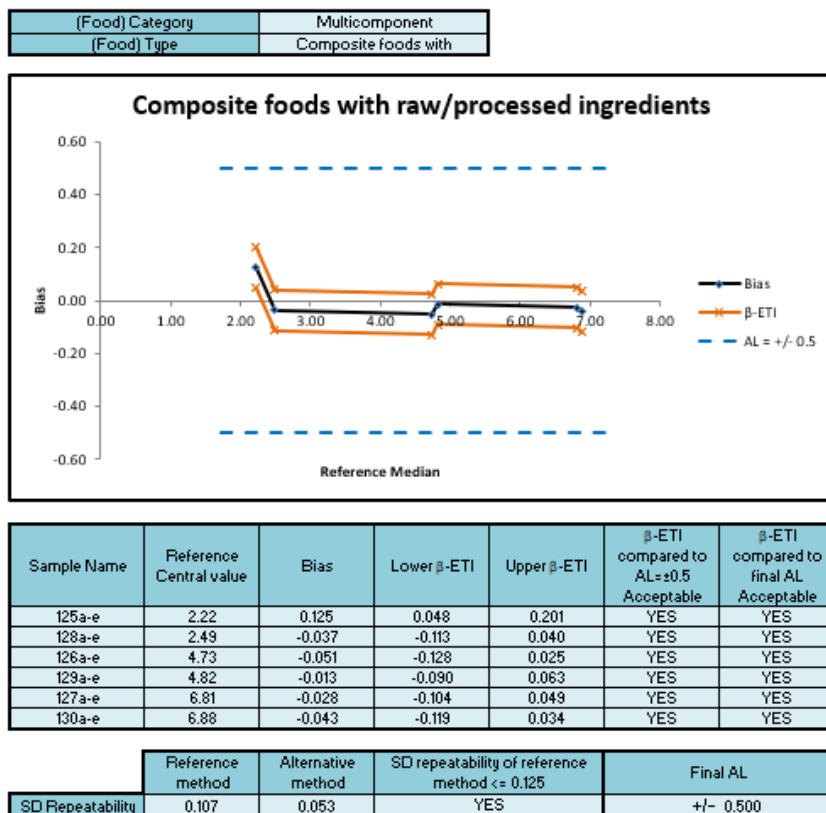 (Food) Category Multicomponent
(Food) Type Composite foods with
Composite foods with raw/processed ingredients
0.60
0.40
0.20
0.00
-0.20
-0.40
-0.60
0.00 1.00 2.00 3.00 4.00 5.00 6.00 7.00 8.00
Bias
Reference Median
Bias
β-ETI
AL = +/- 0.5
Sample Name Reference Central value Bias Lower β-ETI Upper β-ETI β-ETI compared to AL=±0.5 Acceptable β-ETI compared to final AL Acceptable
125a-e 2.22 0.125 0.048 0.201 YES YES
128a-e 2.49 -0.037 -0.113 0.040 YES YES
126a-e 4.73 -0.051 -0.128 0.025 YES YES
129a-e 4.82 -0.013 -0.090 0.063 YES YES
127a-e 6.81 -0.028 -0.104 0.049 YES YES
130a-e 6.88 -0.043 -0.119 0.034 YES YES
Reference method Alternative method SD repeatability of reference method <= 0.125 Final AL
SD Repeatability 0.107 0.053 YES +/- 0.500